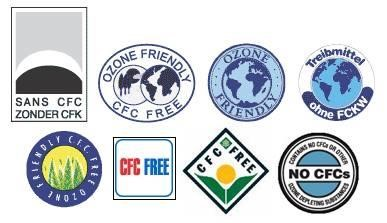 SANS CFC
ZONDER CFK
OZONE FRIENDLY
CFC FREE
OZONE
FRIENDLY
Treibmittel
ohne FCKW
OZONE FRIENDLY CFC FREE
CFC FREE
CFC FREE
CONTAINS NO CFCs OR OTHER
NO CFCs
OZONE DEPLETING SUBSTANCES